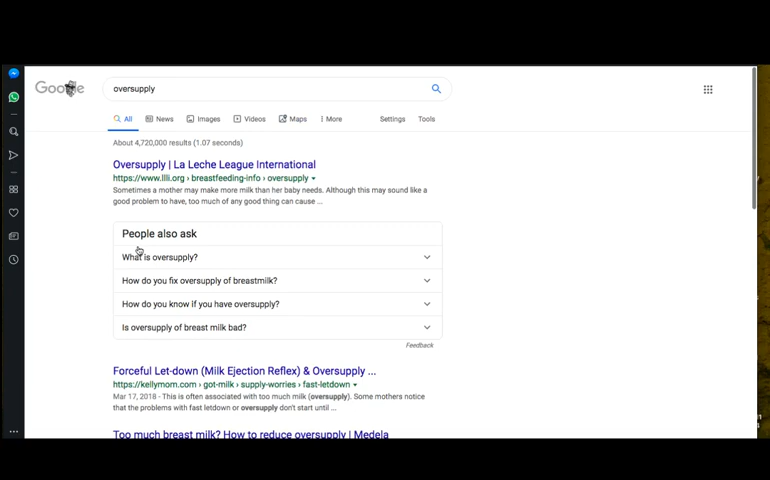 Google
oversupply
All News Images Videos Maps More Settings Tools
About 4,720,000 results (1.07 seconds)
Oversupply | La Leche League International
https://www.llli.org › breastfeeding-info › oversupply
Sometimes a mother may make more milk than her baby needs. Although this may sound like a
good problem to have, too much of any good thing can cause ...
People also ask
What is oversupply?
How do you fix oversupply of breastmilk?
How do you know if you have oversupply?
Is oversupply of breast milk bad?
Feedback
Forceful Let-down (Milk Ejection Reflex) & Oversupply ...
https://kellymom.com › got-milk › supply-worries › fast-letdown
Mar 17, 2018 - This is often associated with too much milk (oversupply). Some mothers notice
that the problems with fast letdown or oversupply don't start until ...
Too much breast milk? How to reduce oversupply | Medela